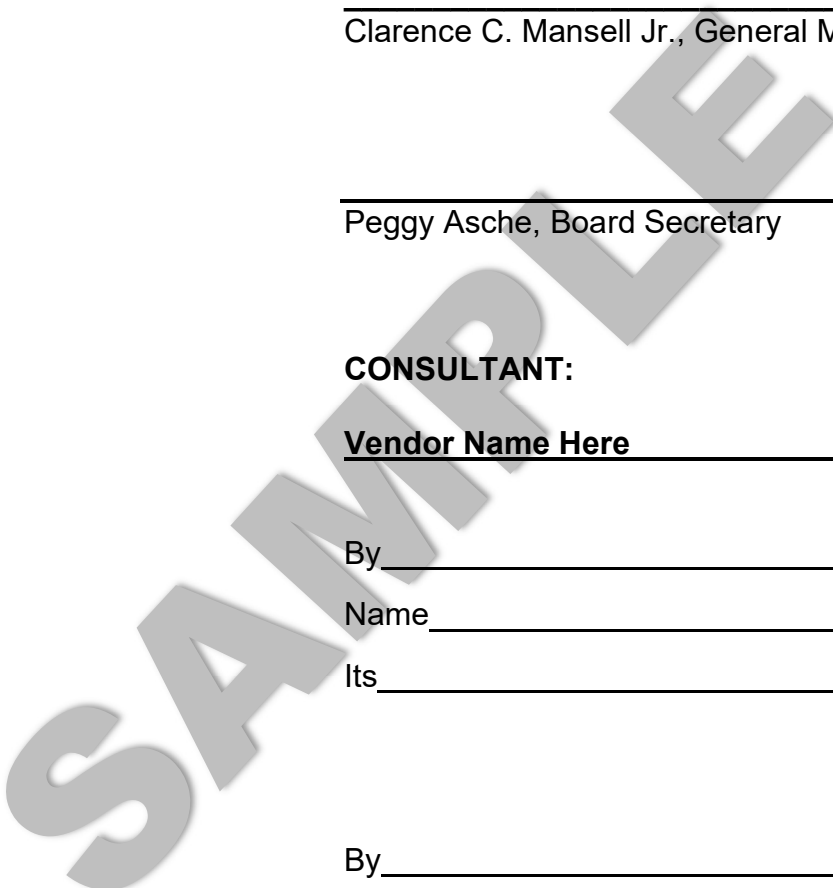 Clarence C. Mansell Jr., General
Peggy Asche, Board Secretary
CONSULTANT:
Vendor Name Here
By
Name
Its
By
SAMPLE